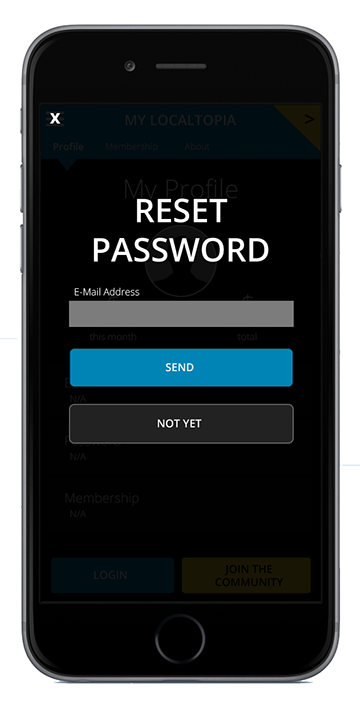 X
MY LOCALTOPIA
>
Profile Membership About
My Profile
RESET
PASSWORD
E-Mail Address
$
this month total
SEND
N/A
NOT YET
N/A
Membership
N/A
LOGIN
JOIN THE
COMMUNITY